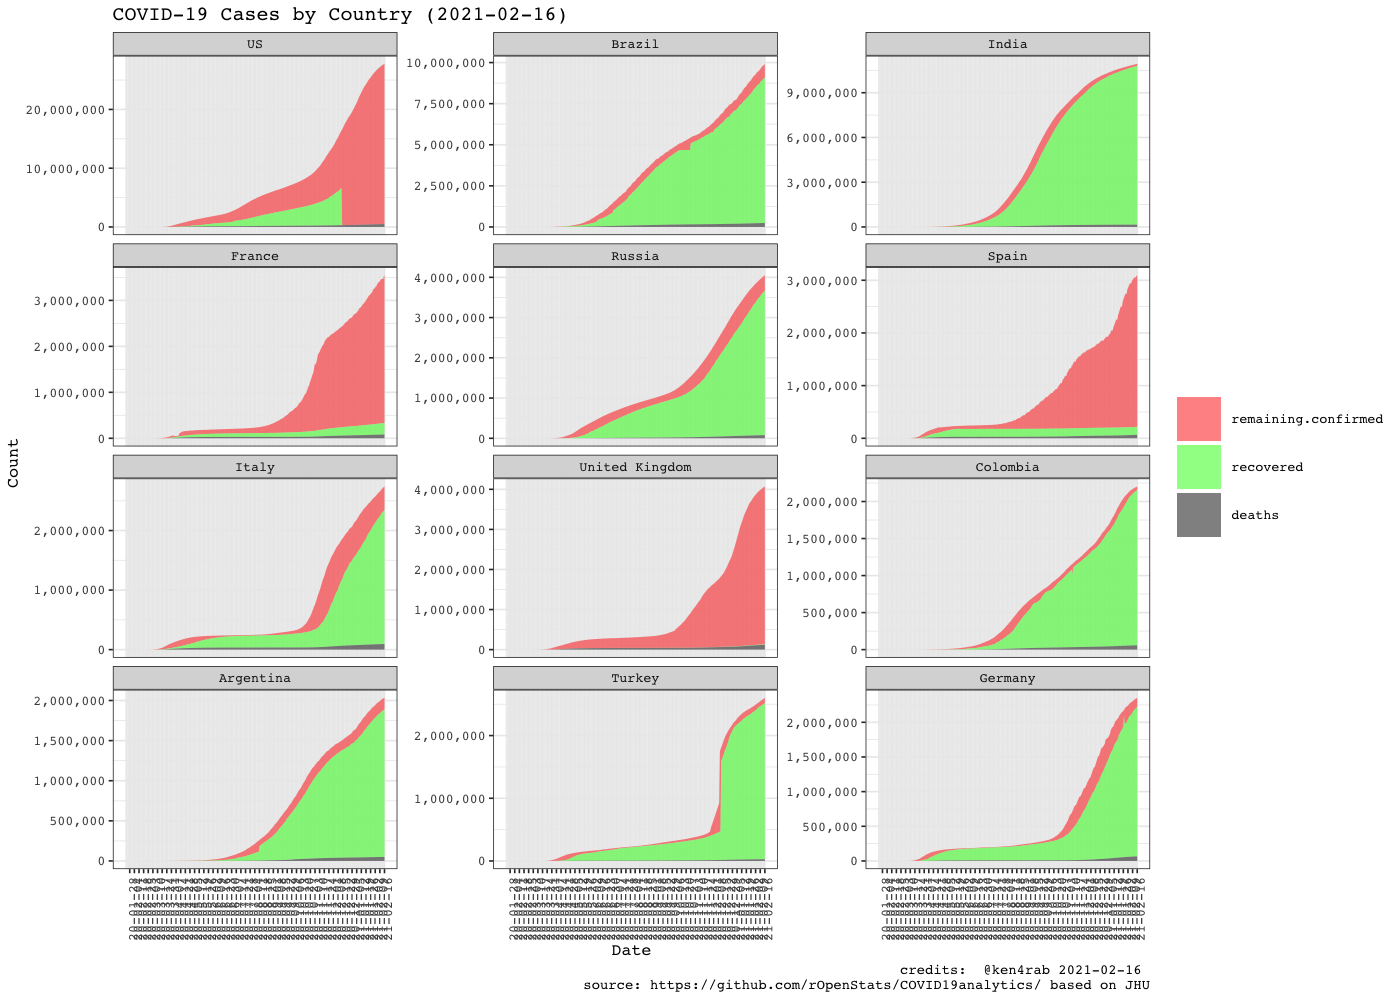 COVID-19 Cases by Country (2021-02-16)
US
Brazil
India
20,000,000
10,000,000
0
10,000,000
7,500,000
5,000,000
2,500,000
0
9,000,000
6,000,000
3,000,000
0
France
Russia
Spain
3,000,000
2,000,000
1,000,000
0
4,000,000
3,000,000
2,000,000
1,000,000
0
3,000,000
2,000,000
1,000,000
0
Italy
United Kingdom
Colombia
2,000,000
1,000,000
0
4,000,000
3,000,000
2,000,000
1,000,000
0
2,000,000
1,500,000
1,000,000
500,000
0
Argentina
Turkey
Germany
2,000,000
1,500,000
1,000,000
500,000
0
2,000,000
1,000,000
0
2,000,000
1,500,000
1,000,000
500,000
0
Count
Date
remaining.confirmed
recovered
deaths
credits:  @ken4rab 2021-02-16
source: https://github.com/rOpenStats/COVID19analytics/ based on JHU